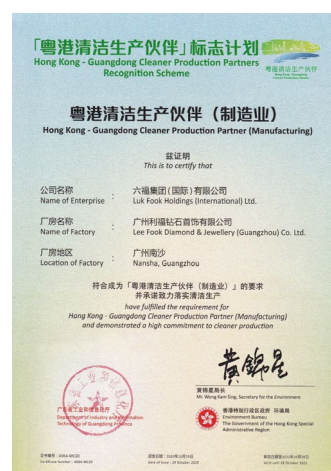 「粵港清洁生产伙伴」标志计划
Hong Kong - Guangdong Cleaner Production Partners
Recognition Scheme
粤港清洁生产伙伴
粤港清洁生产伙伴（制造业）
Hong Kong - Guangdong Cleaner Production Partner (Manufacturing)
兹证明
This is to certify that
公司名称
Name of Enterprise
:
六福集团(国际)有限公司
Luk Fook Holdings (International) Ltd.
厂房名称
Name of Factory
:
广州利福钻石首饰有限公司
Lee Fook Diamond & Jewellery (Guangzhou) Co. Ltd.
厂房地区
Location of Factory
:
广州南沙
Nansha, Guangzhou
符合成为「粤港清洁生产伙伴（制造业）」的要求
并承诺致力落实清洁生产
have fulfilled the requirement for
Hong Kong - Guangdong Cleaner Production Partner (Manufacturing)
and demonstrated a high commitment to cleaner production
黄錦星
黄锦星局长
Mr. Wong Kam Sing, Secretary for the Environment
广东省工业和信息化厅
Department of Industry and Information
Technology of Guangdong Province
香港特别行政区政府 环境局
Environment Bureau
The Government of the Hong Kong Special
Administrative Region